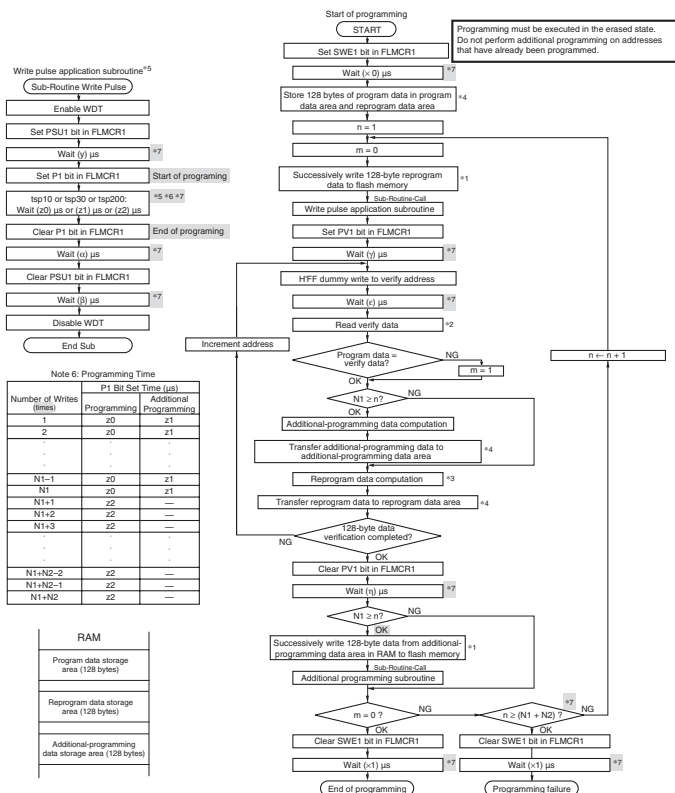 Start of programming
START
Programming must be executed in the erased state.
Do not perform additional programming on addresses
that have already been programmed.
Set SWE1 bit in FLMCR1
Wait (×0) μs
*7
Store 128 bytes of program data in program
data area and reprogram data area
*4
n = 1
m = 0
Successively write 128-byte reprogram
data to flash memory
*1
Sub-Routine-Call
Write pulse application subroutine
Set PV1 bit in FLMCR1
Wait (γ) μs
*7
H'FF dummy write to verify address
Wait (ε) μs
*7
Read verify data
*2
Increment address
Program data =
verify data?
NG
m = 1
OK
n ← n + 1
N1 ≥ n?
NG
OK
Additional-programming data computation
Transfer additional-programming data to
additional-programming data area
*4
Reprogram data computation
*3
Transfer reprogram data to reprogram data area
*4
128-byte data
verification completed?
NG
OK
Clear PV1 bit in FLMCR1
Wait (η) μs
*7
N1 ≥ n?
NG
OK
Successively write 128-byte data from additional-
programming data area in RAM to flash memory
*1
Sub-Routine-Call
Additional programming subroutine
m = 0 ?
NG
n ≥ (N1 + N2) ?
*7
NG
OK
OK
Clear SWE1 bit in FLMCR1
Clear SWE1 bit in FLMCR1
Wait (×1) μs
*7
Wait (×1) μs
*7
End of programming
Programming failure
Write pulse application subroutine*5
Sub-Routine Write Pulse
Enable WDT
Set PSU1 bit in FLMCR1
Wait (y) μs
*7
Set P1 bit in FLMCR1
Start of programing
tsp10 or tsp30 or tsp200:
Wait (z0) μs or (z1) μs or (z2) μs
*5 *6 *7
Clear P1 bit in FLMCR1
End of programing
Wait (α) μs
*7
Clear PSU1 bit in FLMCR1
Wait (β) μs
*7
Disable WDT
End Sub
Note 6: Programming Time
Number of Writes
(times)
P1 Bit Set Time (μs)
Programming
Additional
Programming
1 z0 z1
2 z0 z1
. . .
. . .
. . .
N1–1 z0 z1
N1 z0 z1
N1+1 z2 —
N1+2 z2 —
N1+3 z2 —
. . .
. . .
. . .
N1+N2–2 z2 —
N1+N2–1 z2 —
N1+N2 z2 —
RAM
Program data storage
area (128 bytes)
Reprogram data storage
area (128 bytes)
Additional-programming
data storage area (128 bytes)